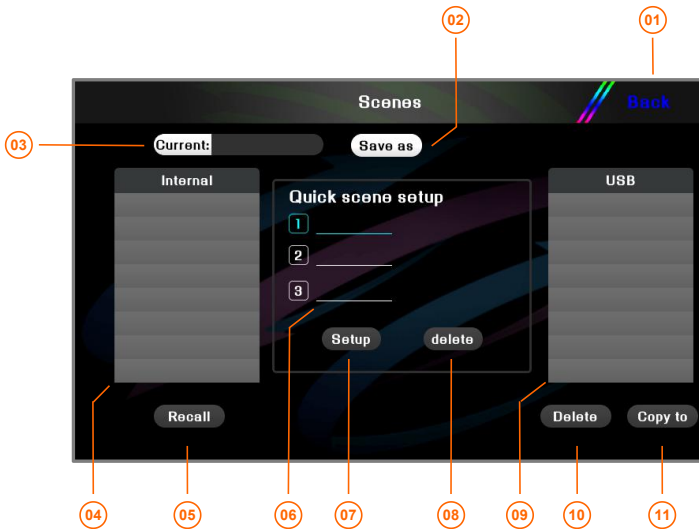 02
01
Scenes
Back
03
Current:
Save as
Internal
USB
Quick scene setup
1
2
3
Setup
delete
Recall
Delete
Copy to
04
05
06
07
08
09
10
11